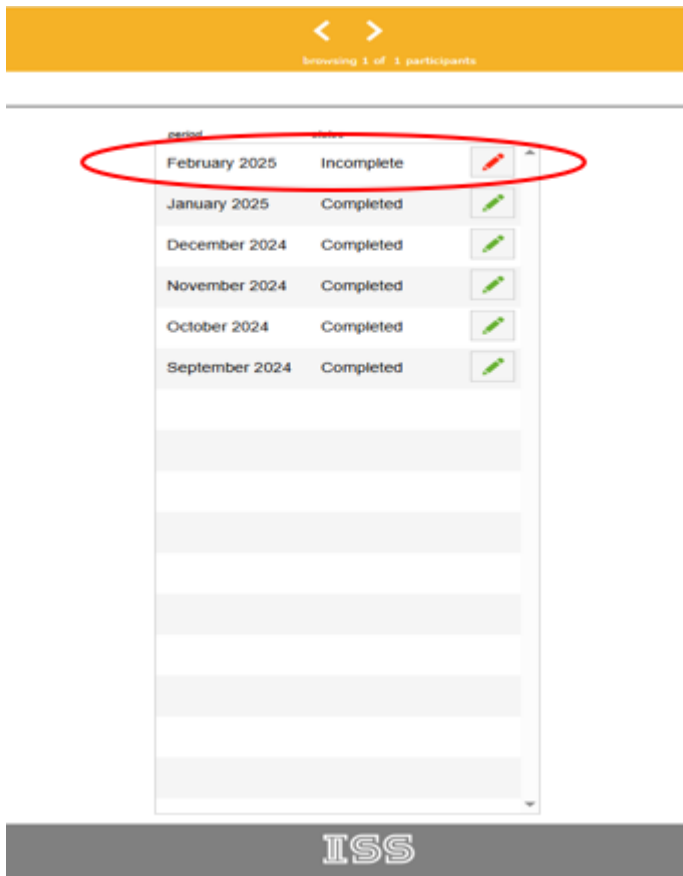 browsing 1 of 1 participants
period status
February 2025 Incomplete
January 2025 Completed
December 2024 Completed
November 2024 Completed
October 2024 Completed
September 2024 Completed
ISS